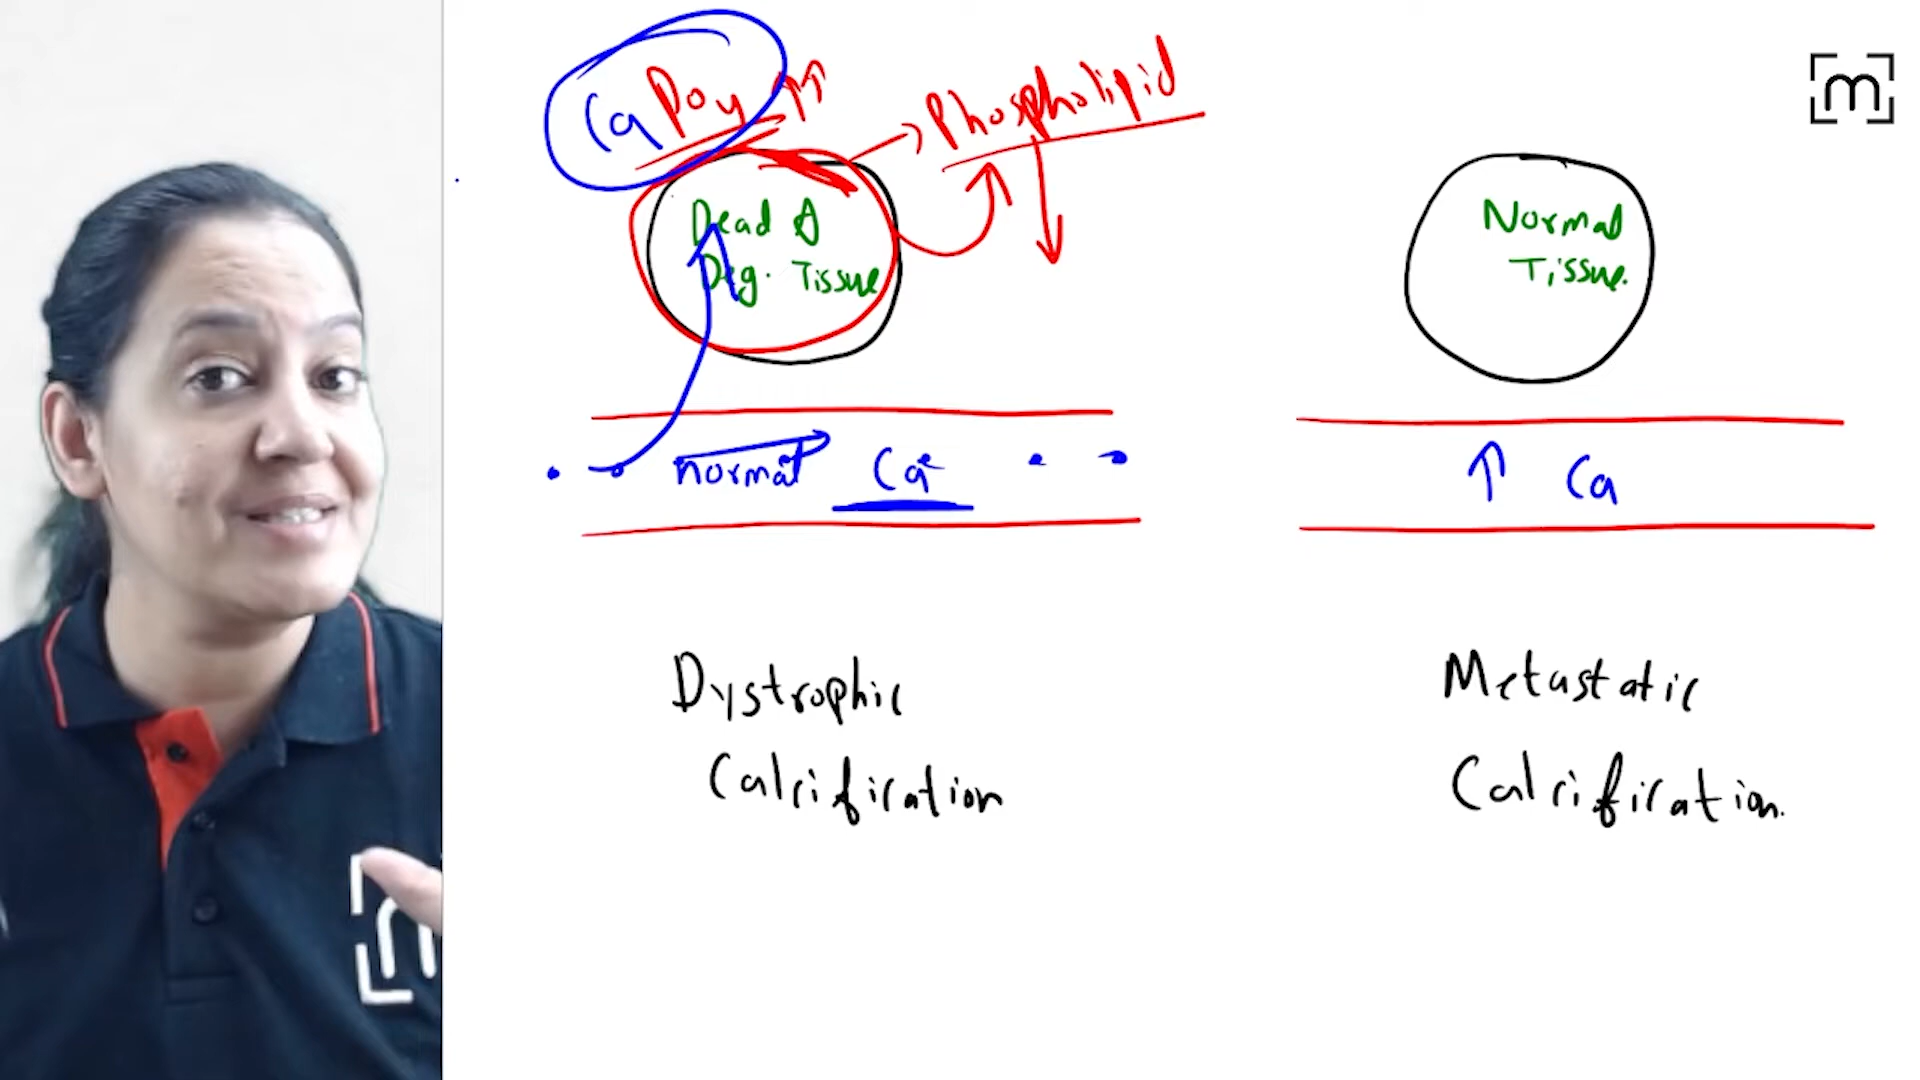 CaPO4 ↑↑
→ Phospholipid
Dead &
Deg. Tissue
normal Ca
Dystrophic
Calcification
m
Normal
Tissue.
↑ Ca
Metastatic
Calcification.